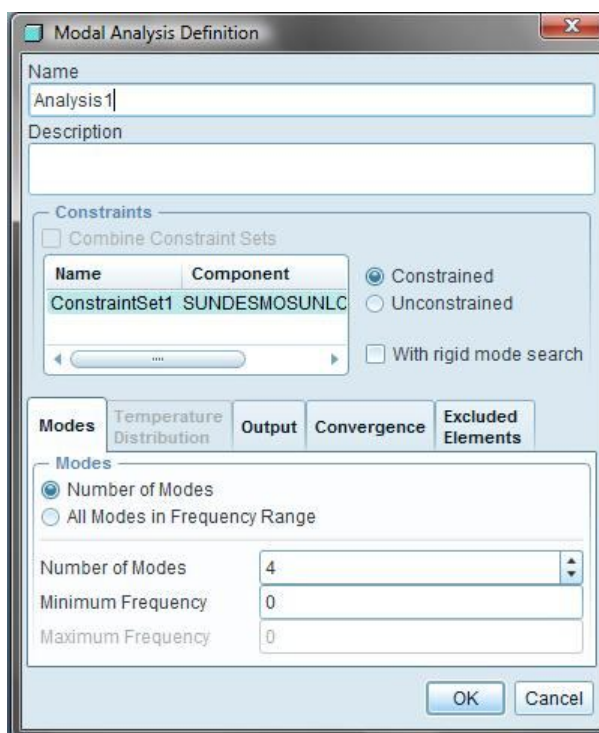 Modal Analysis Definition
Name
Analysis1
Description
Constraints
Combine Constraint Sets
Name Component
ConstraintSet1 SUNDESMOSUNLC
Constrained
Unconstrained
With rigid mode search
Modes
Temperature Distribution
Output
Convergence
Excluded Elements
Modes
Number of Modes
All Modes in Frequency Range
Number of Modes 4
Minimum Frequency 0
Maximum Frequency 0
OK Cancel